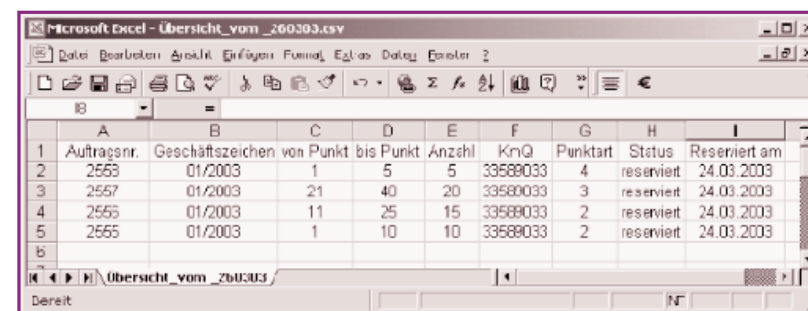 Microsoft Excel - Übersicht_vom _260303.csv
Datei Bearbeiten Ansicht Einfügen Format Extras Daten Fenster ?
I8 =
A B C D E F G H I
1 Auftragsnr. Geschäftszeichen von Punkt bis Punkt Anzahl KmQ Punktart Status Reserviert am
2 2558 01/2003 1 5 5 33589033 4 reserviert 24.03.2003
3 2557 01/2003 21 40 20 33589033 3 reserviert 24.03.2003
4 2556 01/2003 11 25 15 33589033 2 reserviert 24.03.2003
5 2555 01/2003 1 10 10 33589033 2 reserviert 24.03.2003
6
Übersicht_vom _260303
Bereit NF